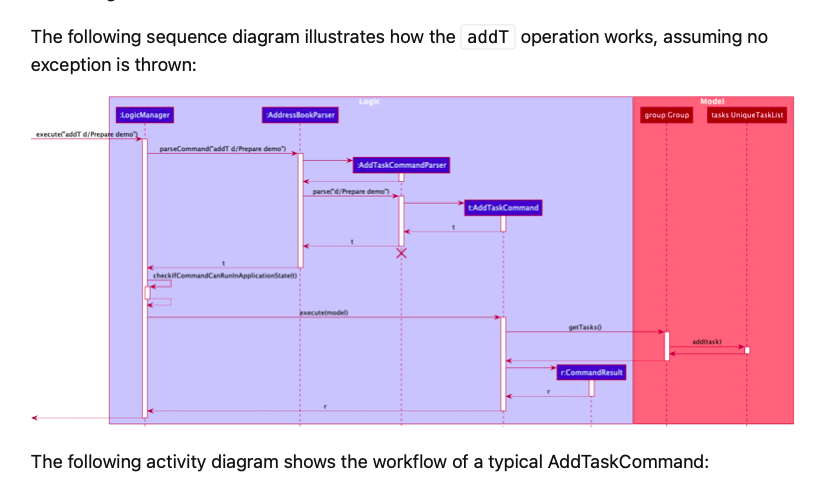 The following sequence diagram illustrates how the addT operation works, assuming no
exception is thrown:
Logic
Model
:LogicManager
:AddressBookParser
group:Group
tasks UniqueTaskList
execute("addT d/Prepare demo")
parseCommand("addT d/Prepare demo")
:AddTaskCommandParser
parse("d/Prepare demo")
t:AddTaskCommand
t
t
t
checkIfCommandCanRunInApplicationState(t)
execute(model)
getTasks()
add(task)
r:CommandResult
r
r
The following activity diagram shows the workflow of a typical AddTaskCommand: